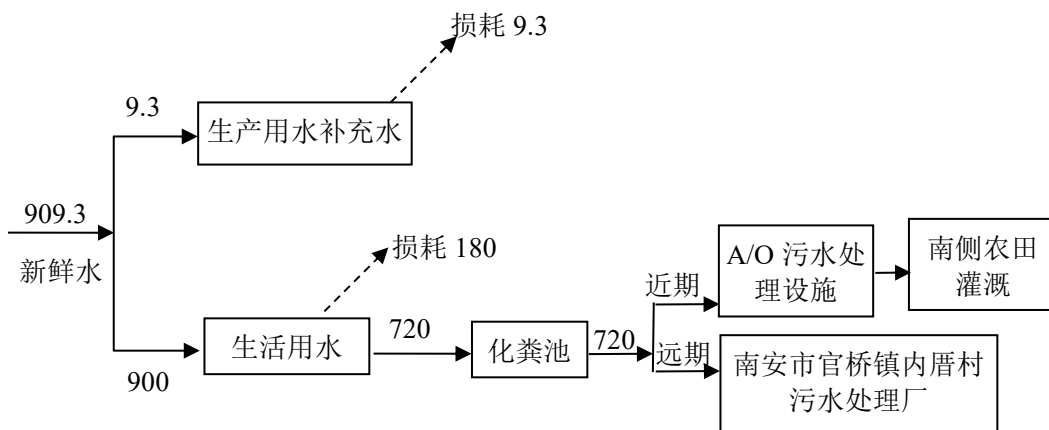 损耗 9.3
9.3
生产用水补充水
909.3
新鲜水
损耗 180
900
生活用水
720
化粪池
720
近期
A/O 污水处
理设施
南侧农田
灌溉
远期
南安市官桥镇内厝村
污水处理厂